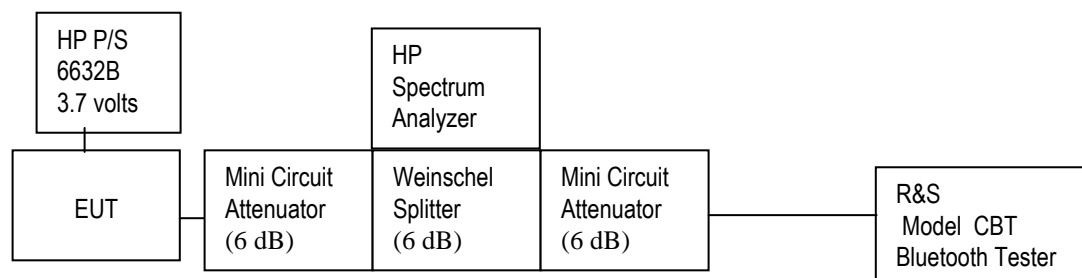 HP P/S
6632B
3.7 volts
HP
Spectrum
Analyzer
EUT
Mini Circuit
Attenuator
(6 dB)
Weinschel
Splitter
(6 dB)
Mini Circuit
Attenuator
(6 dB)
R&S
Model CBT
Bluetooth Tester